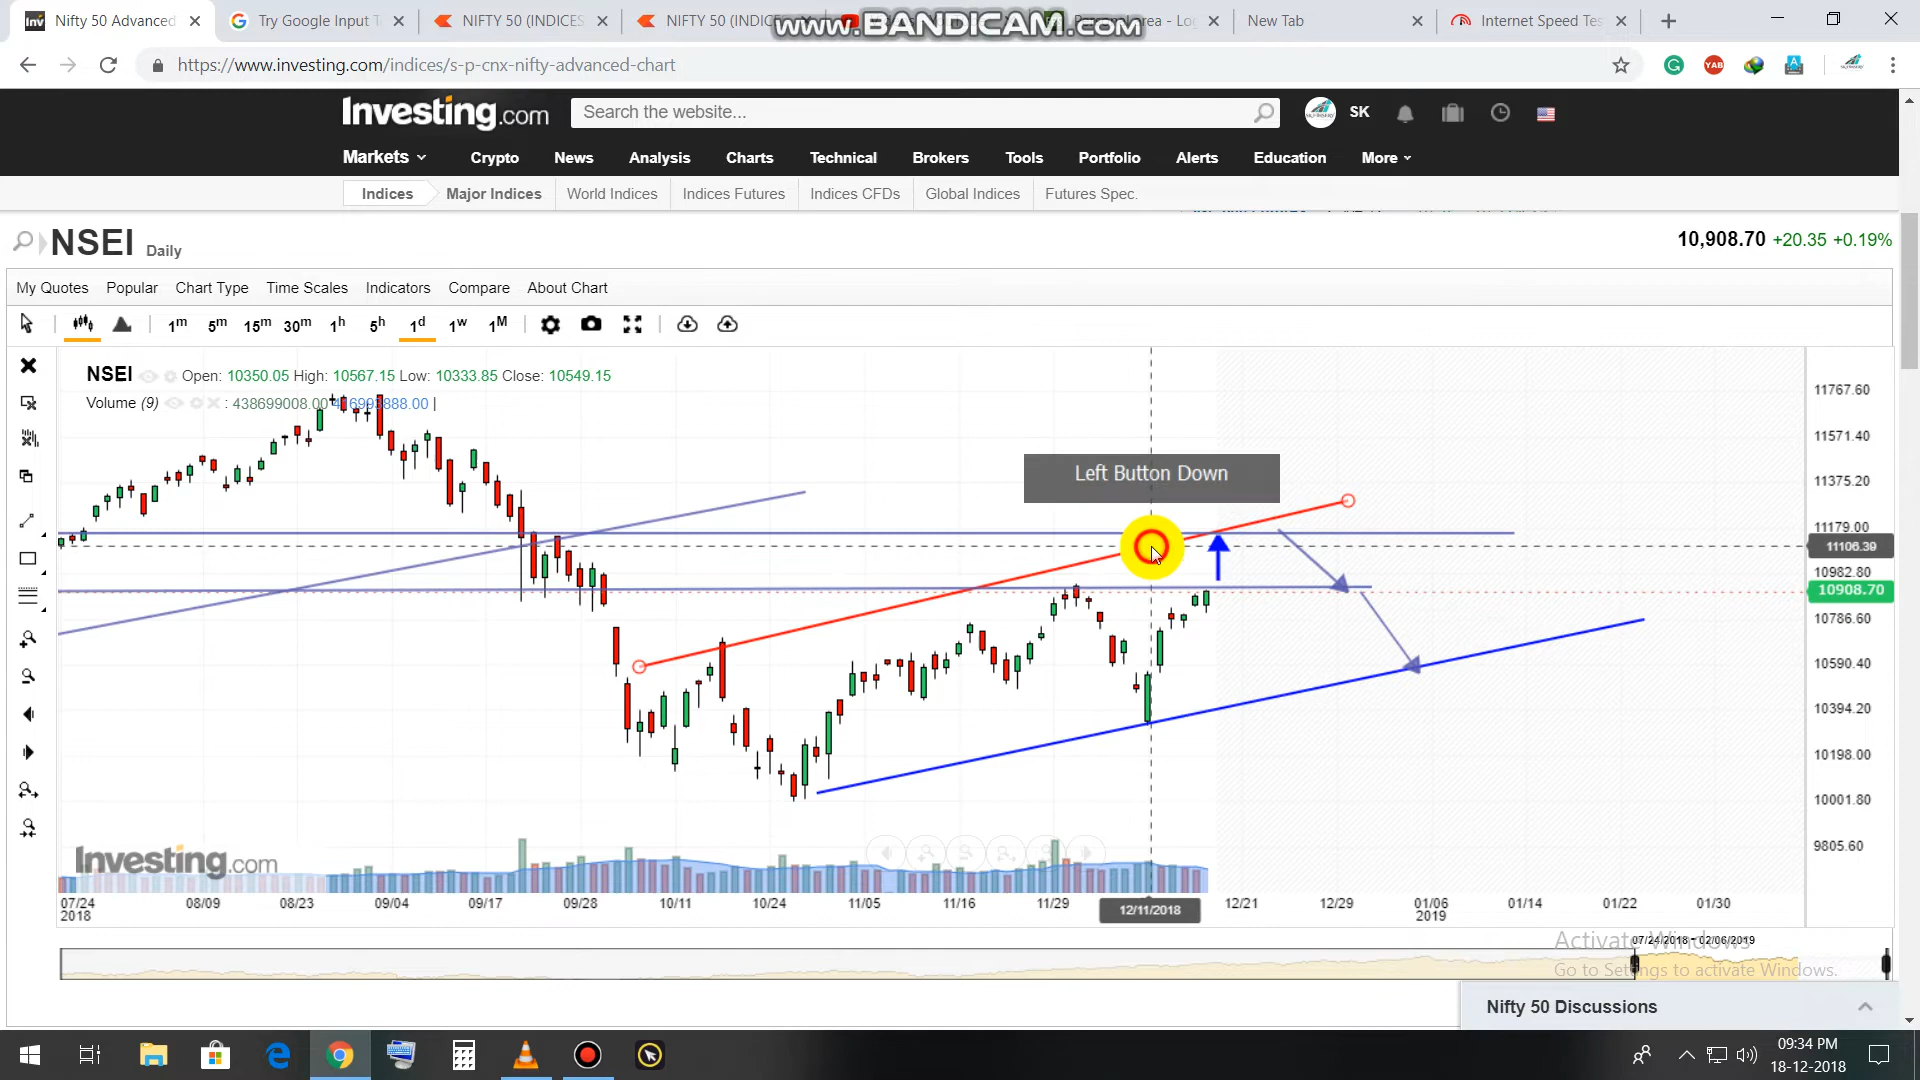 Nifty 50 Advanced
Try Google Input T
NIFTY 50 (INDICES
NIFTY 50 (INDIC
New Tab
Internet Speed Tes
www.BANDICAM.com
https://www.investing.com/indices/s-p-cnx-nifty-advanced-chart
Investing.com
Search the website...
SK
Markets
Crypto
News
Analysis
Charts
Technical
Brokers
Tools
Portfolio
Alerts
Education
More
Indices
Major Indices
World Indices
Indices Futures
Indices CFDs
Global Indices
Futures Spec.
NSEI Daily
10,908.70 +20.35 +0.19%
My Quotes
Popular
Chart Type
Time Scales
Indicators
Compare
About Chart
1m 5m 15m 30m 1h 5h 1d 1w 1M
NSEI Open: 10350.05 High: 10567.15 Low: 10333.85 Close: 10549.15
Volume (9) : 438699008.00 416993888.00 |
Left Button Down
11767.60
11571.40
11375.20
11179.00
11106.39
10982.80
10908.70
10786.60
10590.40
10394.20
10198.00
10001.80
9805.60
Investing.com
07/24 08/09 08/23 09/04 09/17 09/28 10/11 10/24 11/05 11/16 11/29 12/11/2018 12/21 12/29 01/06 01/14 01/22 01/30
2018 2019
07/24/2018 - 02/06/2019
Activate Windows
Go to Settings to activate Windows.
Nifty 50 Discussions
09:34 PM
18-12-2018